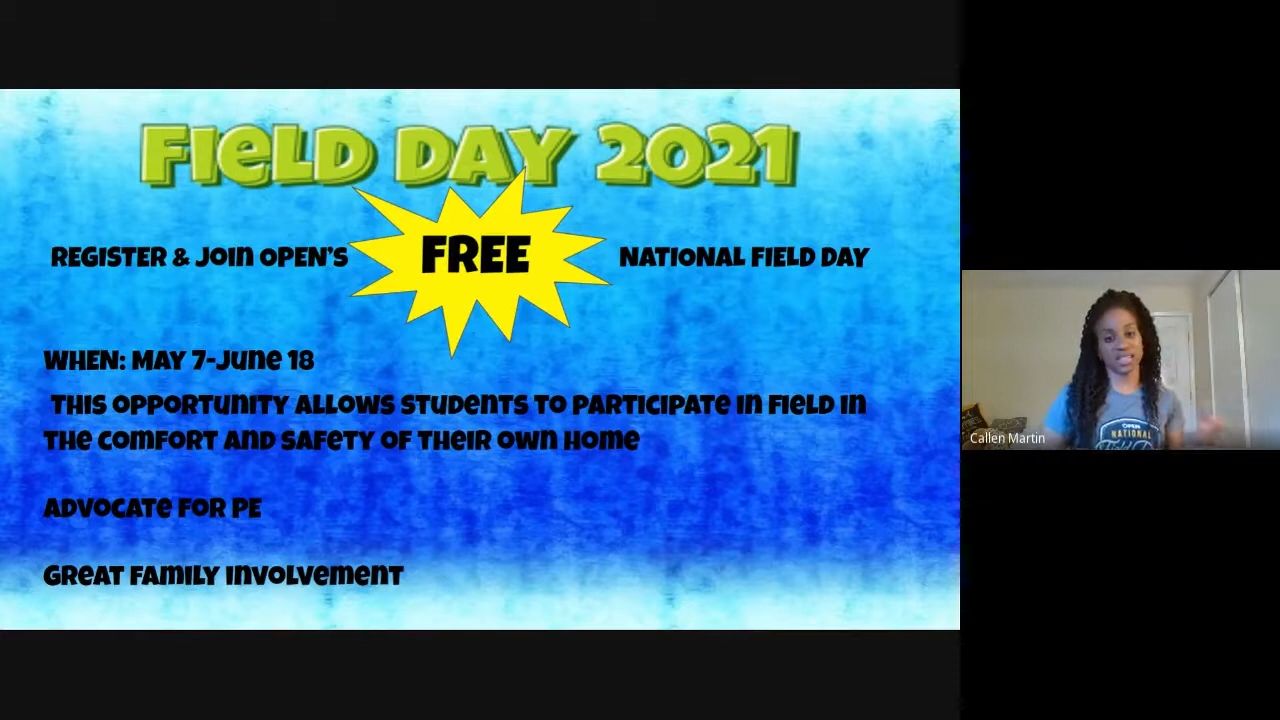 FIELD DAY 2021
REGISTER & JOIN OPEN'S FREE NATIONAL FIELD DAY
WHEN: MAY 7-JUNE 18
THIS OPPORTUNITY ALLOWS STUDENTS TO PARTICIPATE IN FIELD IN
THE COMFORT AND SAFETY OF THEIR OWN HOME
ADVOCATE FOR PE
GREAT FAMILY INVOLVEMENT
Callen Martin
OPEN
NATIONAL